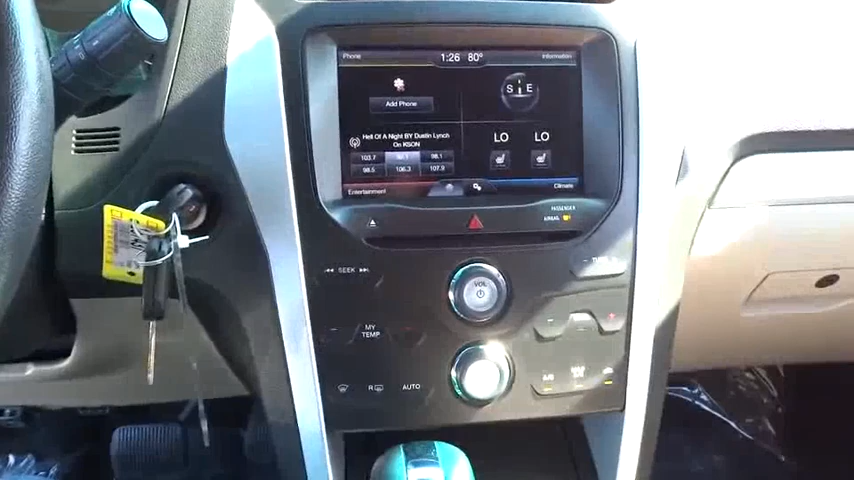 Phone
1:26 80°
Information
Add Phone
S E
Hell Of A Night BY Dustin Lynch
On KSON
LO LO
103.7
98.1
98.5 106.3 107.9
Entertainment
Climate
PASSENGER
AIRBAG
SEEK
VOL
MY
TEMP
R
AUTO